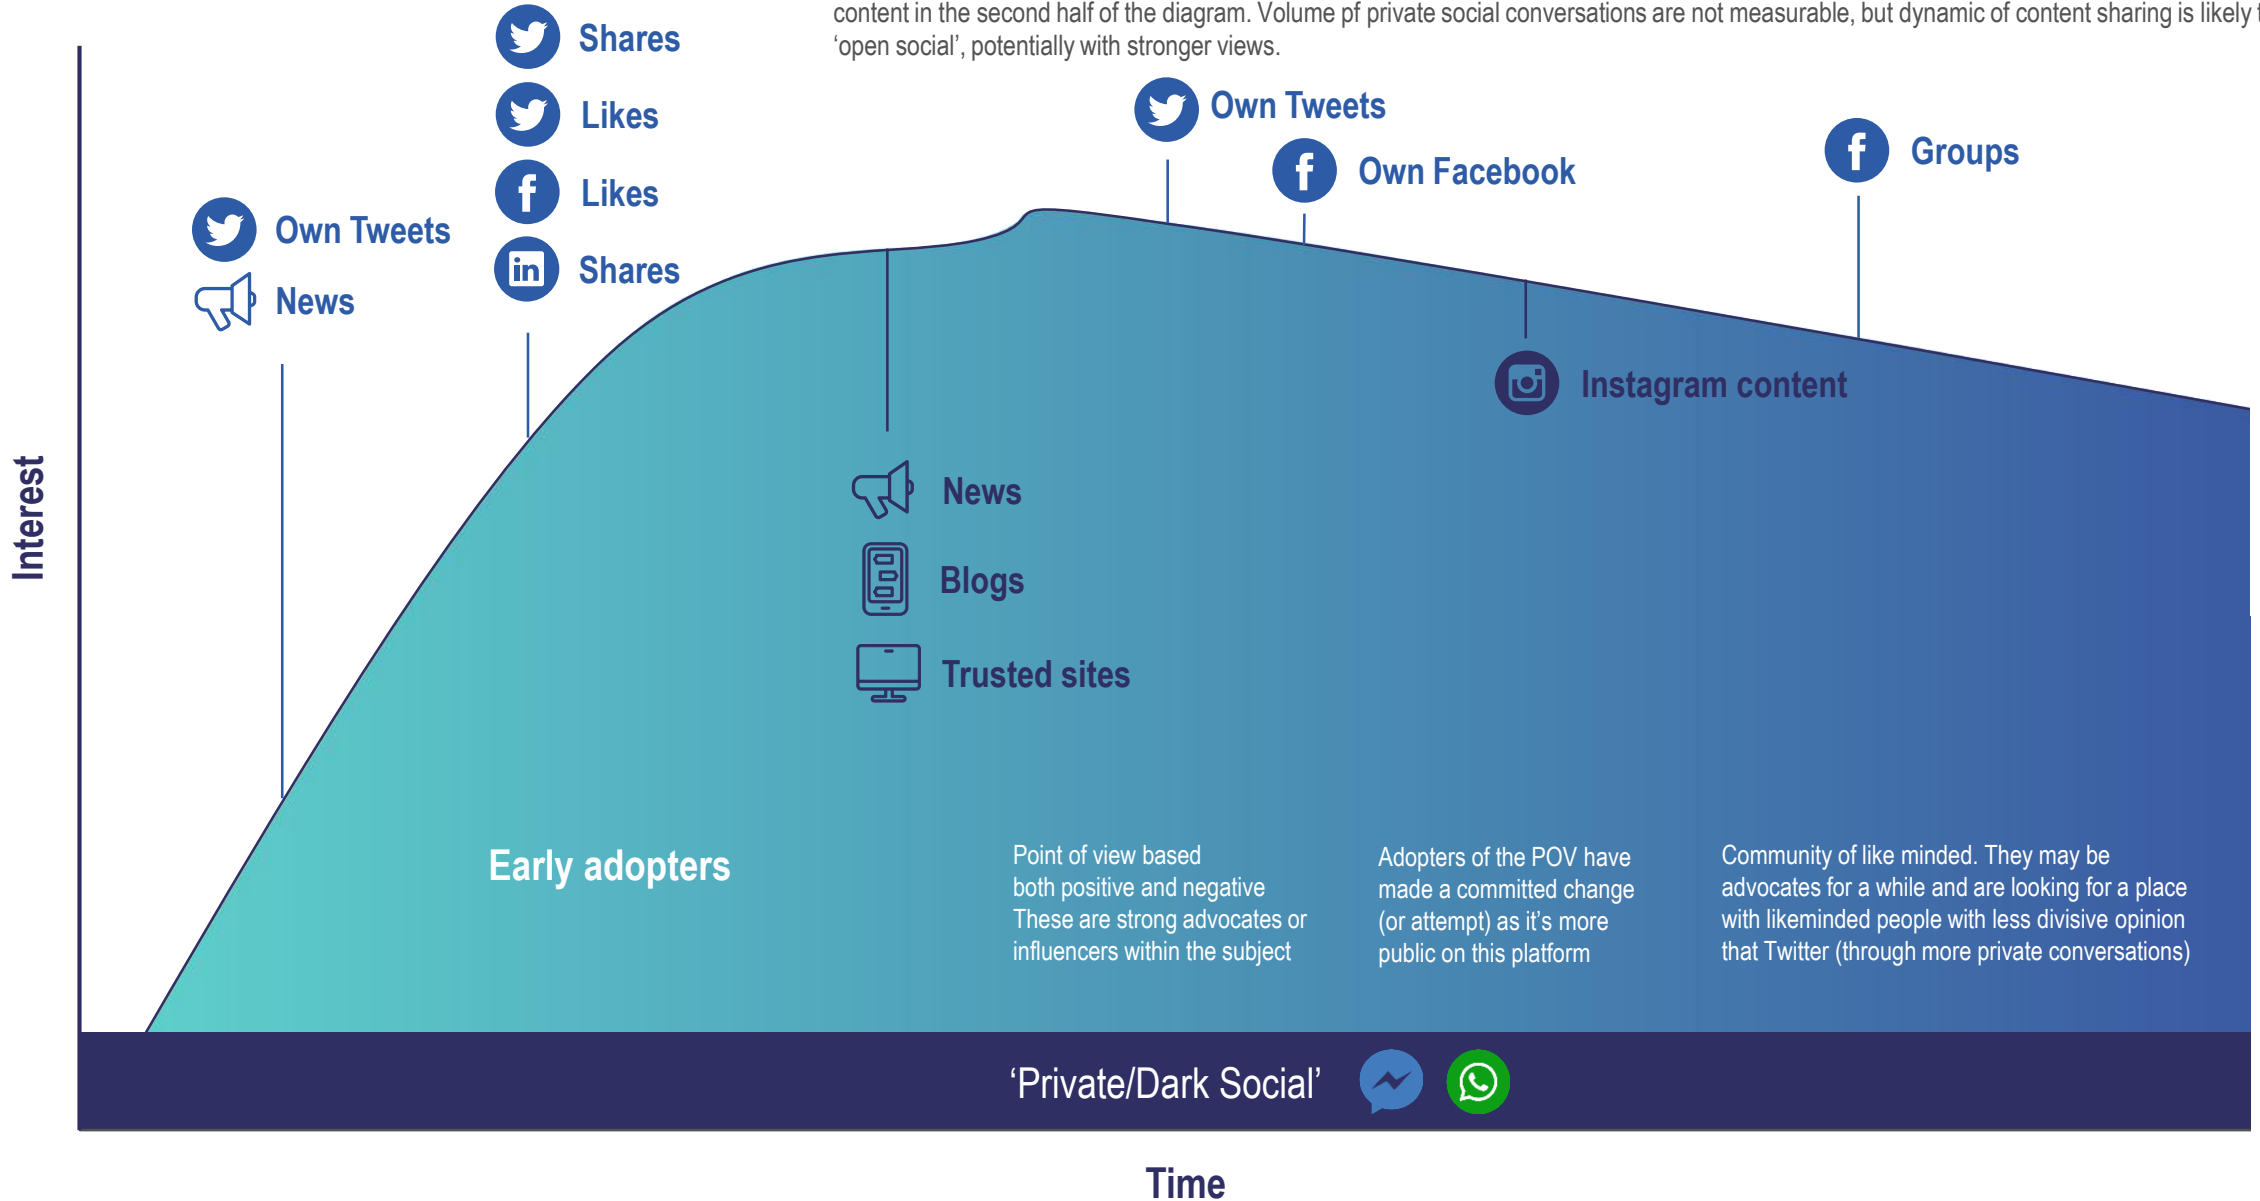 content in the second half of the diagram. Volume pf private social conversations are not measurable, but dynamic of content sharing is likely
‘open social’, potentially with stronger views.
Shares
Likes
Likes
Shares
Own Tweets
News
Own Tweets
Own Facebook
Groups
Instagram content
News
Blogs
Trusted sites
Interest
Early adopters
Point of view based
both positive and negative
These are strong advocates or
influencers within the subject
Adopters of the POV have
made a committed change
(or attempt) as it’s more
public on this platform
Community of like minded. They may be
advocates for a while and are looking for a place
with likeminded people with less divisive opinion
that Twitter (through more private conversations)
‘Private/Dark Social’
Time